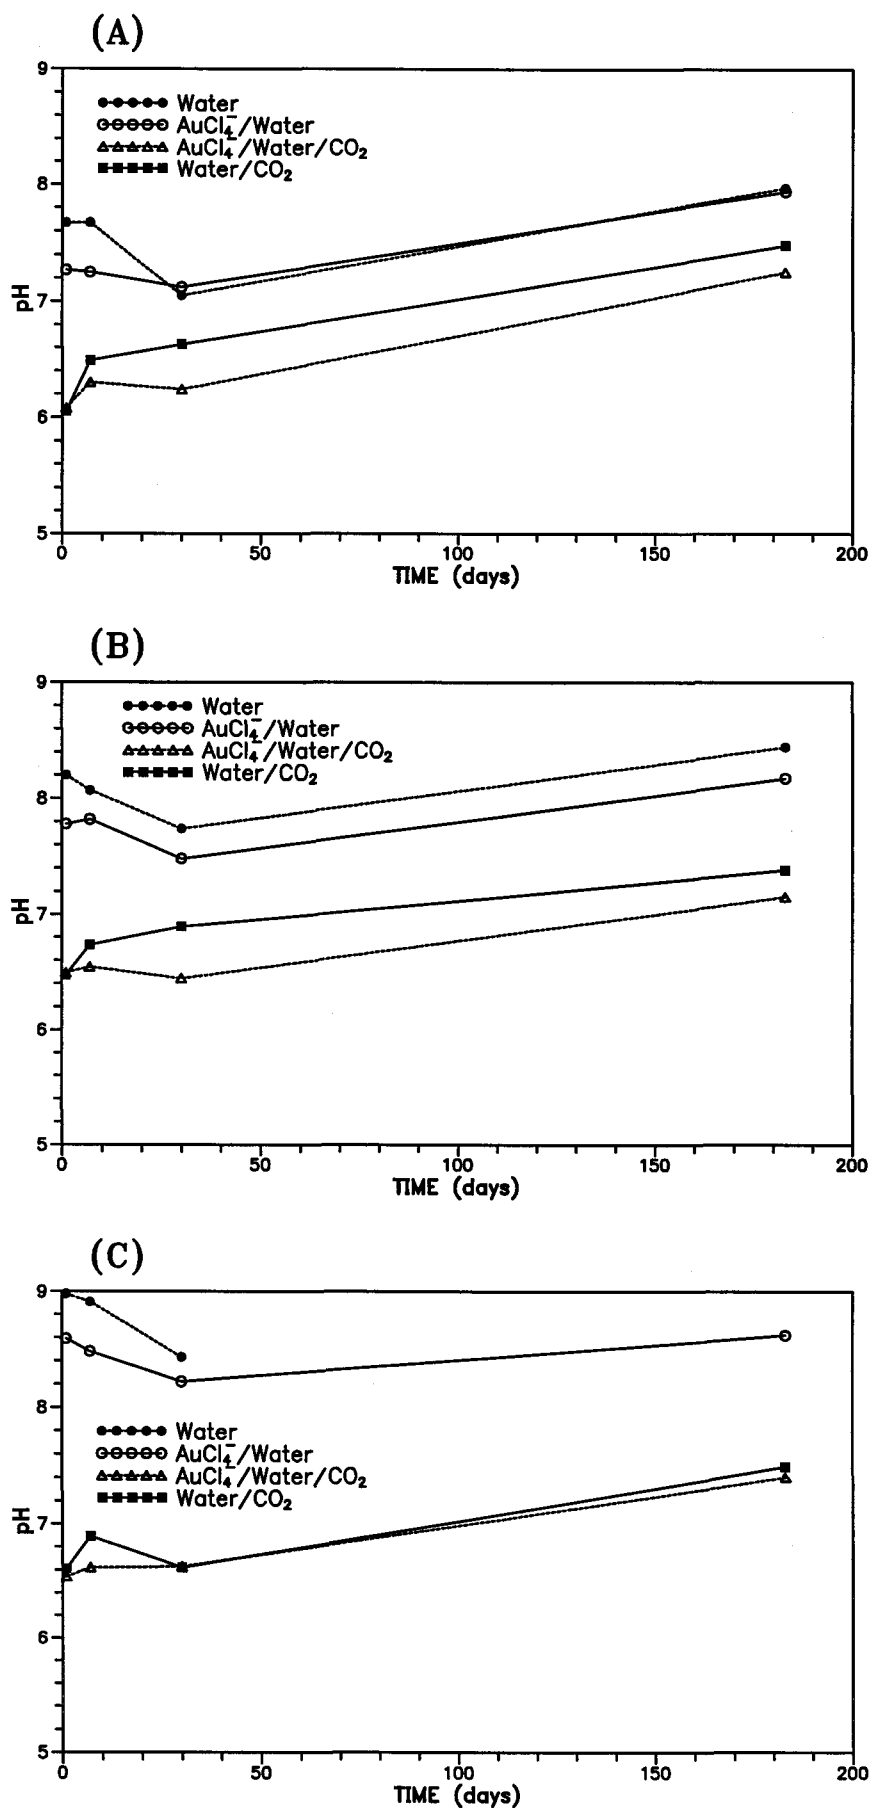 (A)
9
8
7
6
5
pH
Water
AuCl₄⁻/Water
AuCl₄⁻/Water/CO₂
Water/CO₂
0 50 100 150 200
TIME (days)
(B)
9
8
7
6
5
pH
Water
AuCl₄⁻/Water
AuCl₄⁻/Water/CO₂
Water/CO₂
0 50 100 150 200
TIME (days)
(C)
9
8
7
6
5
pH
Water
AuCl₄⁻/Water
AuCl₄⁻/Water/CO₂
Water/CO₂
0 50 100 150 200
TIME (days)